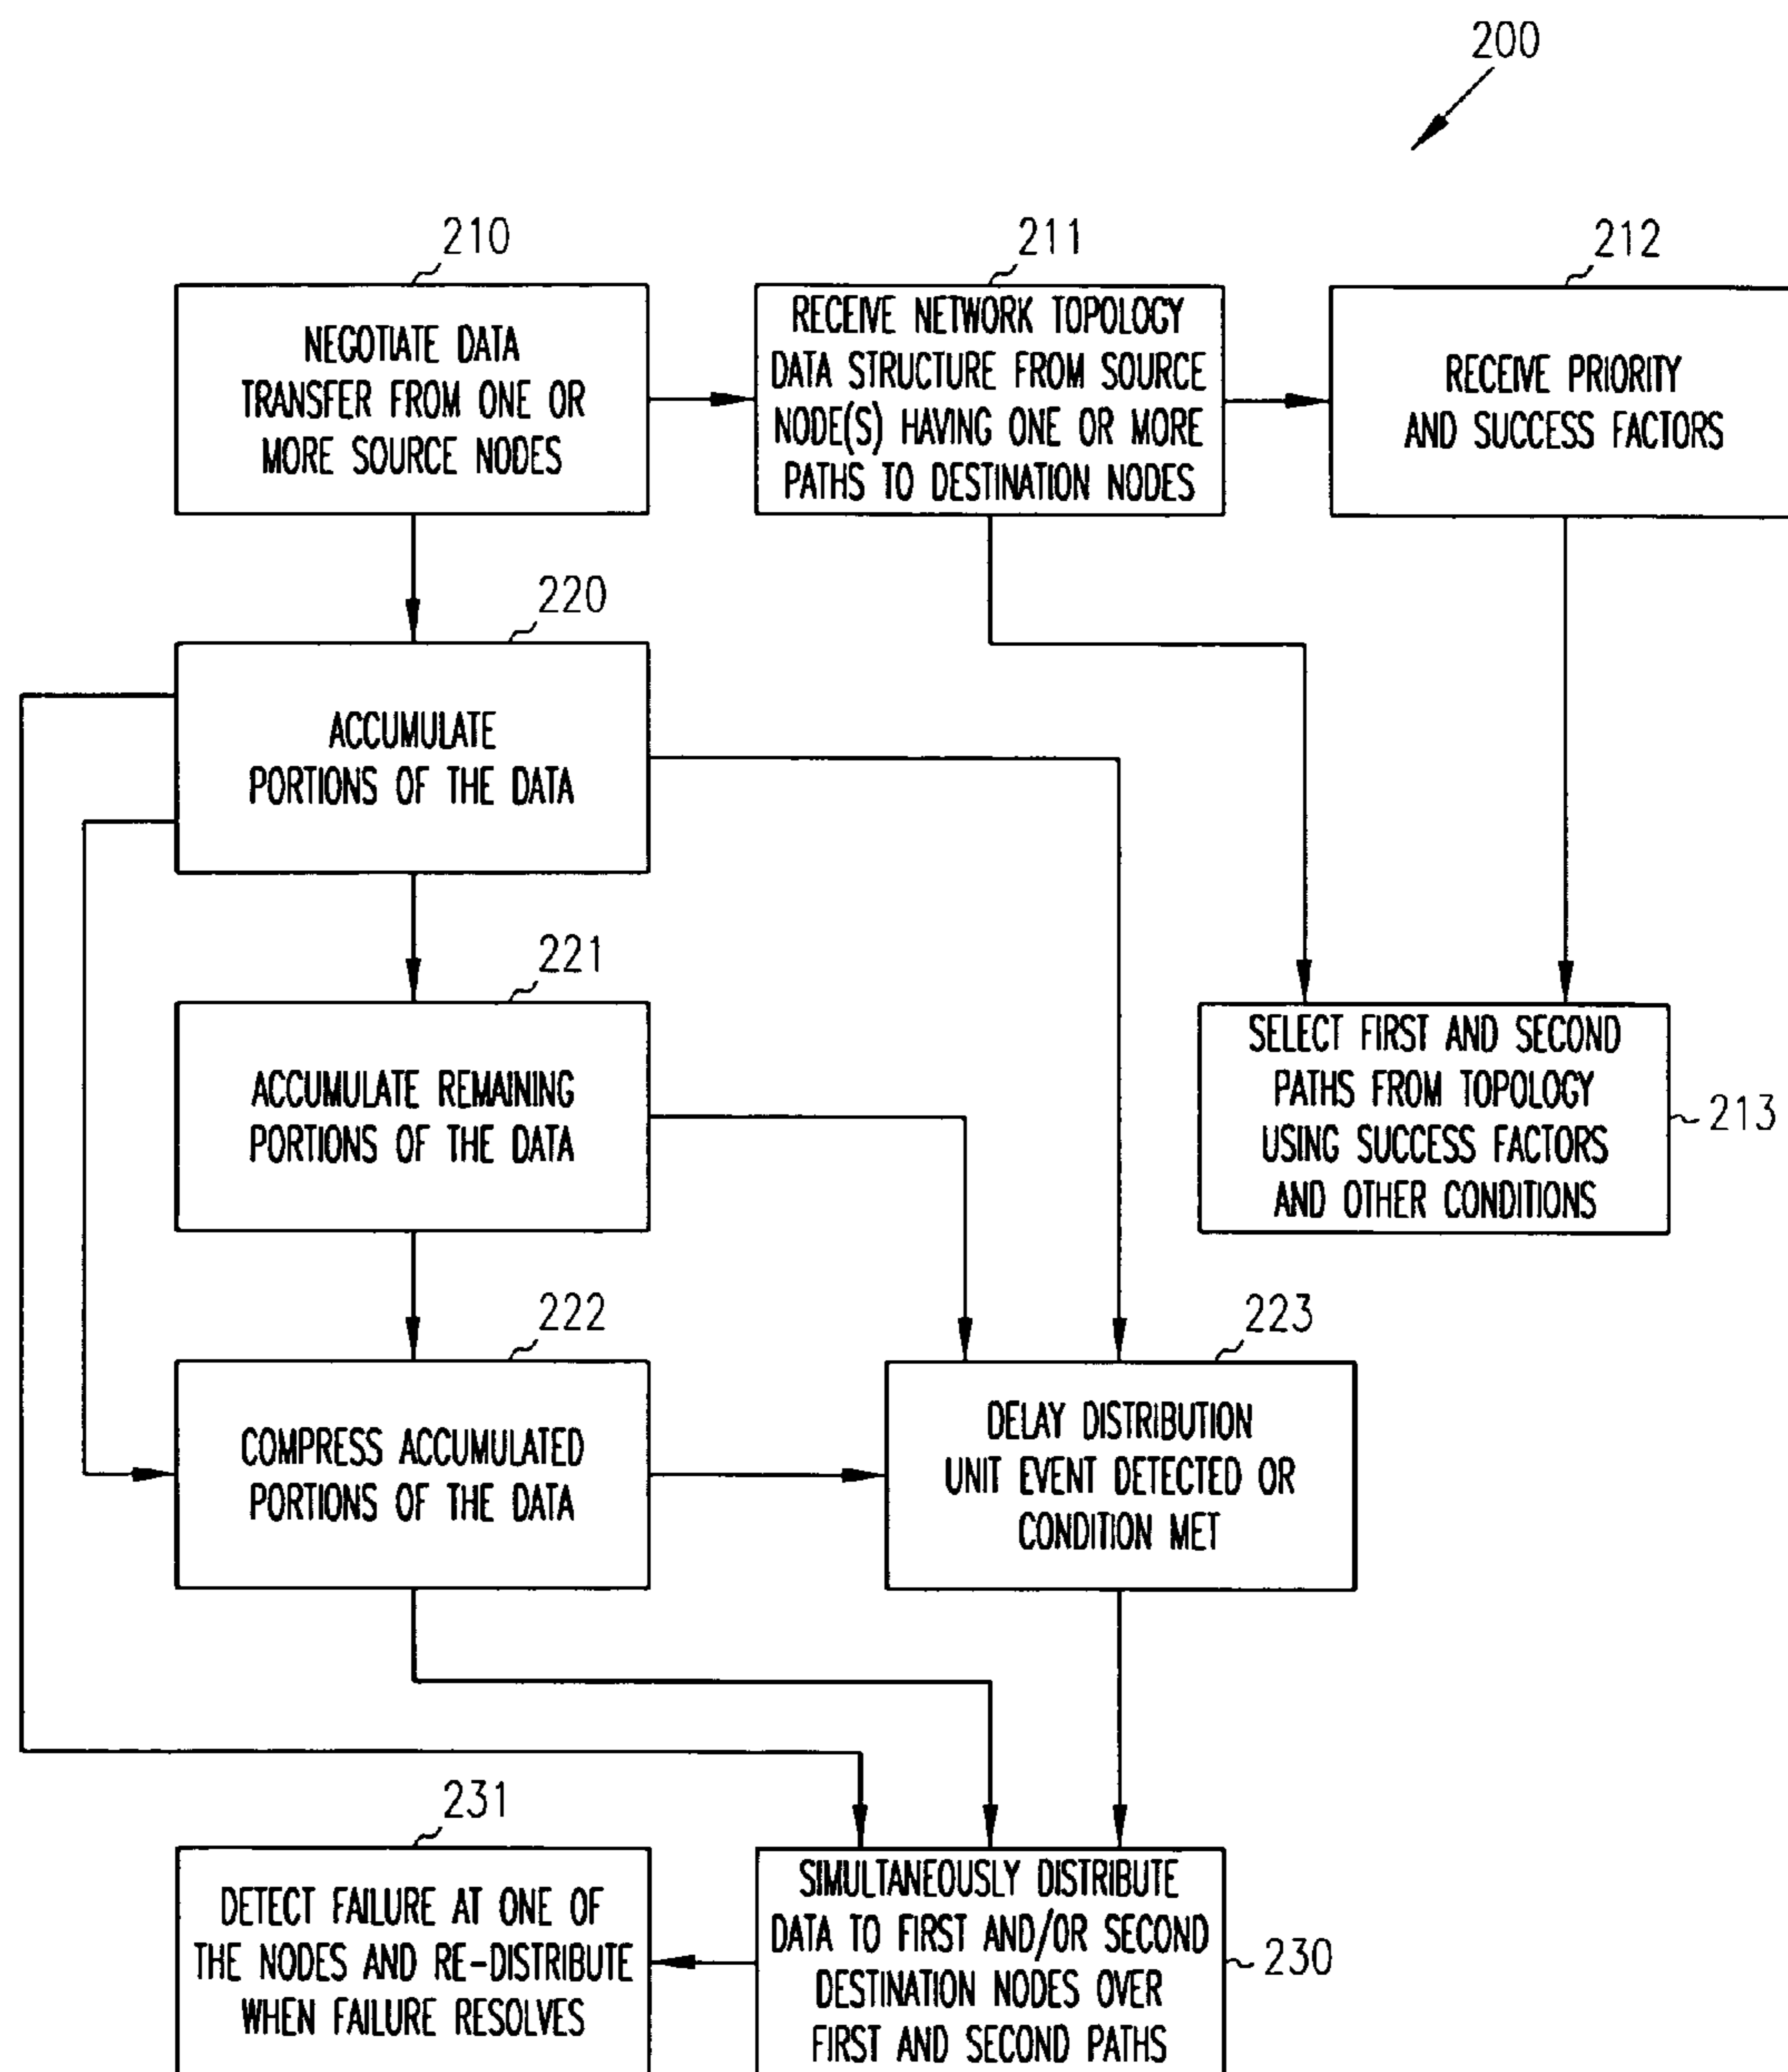 200
210
NEGOTIATE DATA
TRANSFER FROM ONE OR
MORE SOURCE NODES
211
RECEIVE NETWORK TOPOLOGY
DATA STRUCTURE FROM SOURCE
NODE(S) HAVING ONE OR MORE
PATHS TO DESTINATION NODES
212
RECEIVE PRIORITY
AND SUCCESS FACTORS
220
ACCUMULATE
PORTIONS OF THE DATA
221
ACCUMULATE REMAINING
PORTIONS OF THE DATA
SELECT FIRST AND SECOND
PATHS FROM TOPOLOGY
USING SUCCESS FACTORS
AND OTHER CONDITIONS
213
222
COMPRESS ACCUMULATED
PORTIONS OF THE DATA
223
DELAY DISTRIBUTION
UNIT EVENT DETECTED OR
CONDITION MET
231
DETECT FAILURE AT ONE OF
THE NODES AND RE-DISTRIBUTE
WHEN FAILURE RESOLVES
SIMULTANEOUSLY DISTRIBUTE
DATA TO FIRST AND/OR SECOND
DESTINATION NODES OVER
FIRST AND SECOND PATHS
230